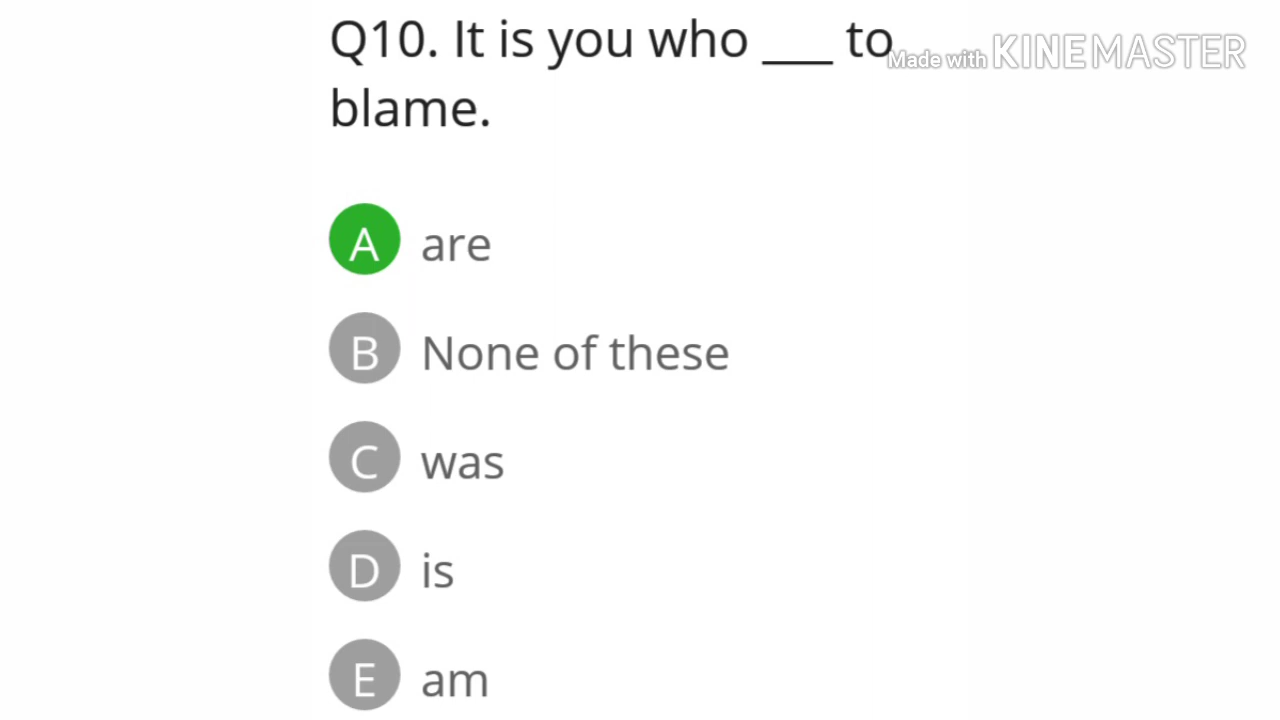 Q10. It is you who ___ to
Made with KINEMASTER
blame.
A are
B None of these
C was
D is
E am